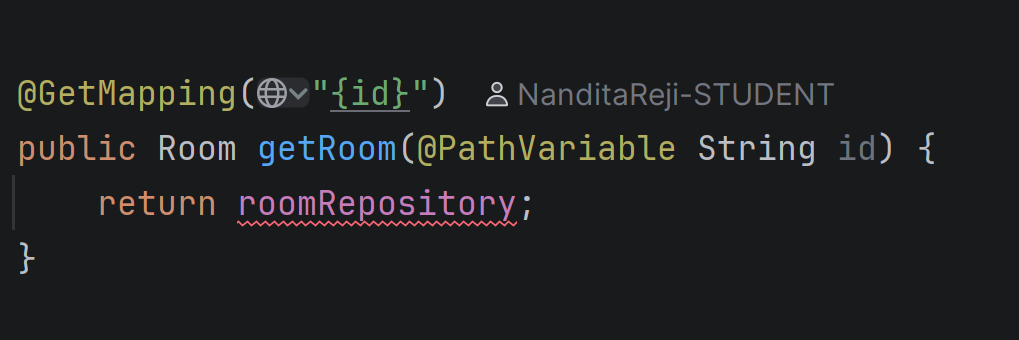 @GetMapping("{id}") NanditaReji-STUDENT
public Room getRoom(@PathVariable String id) {
    return roomRepository;
}